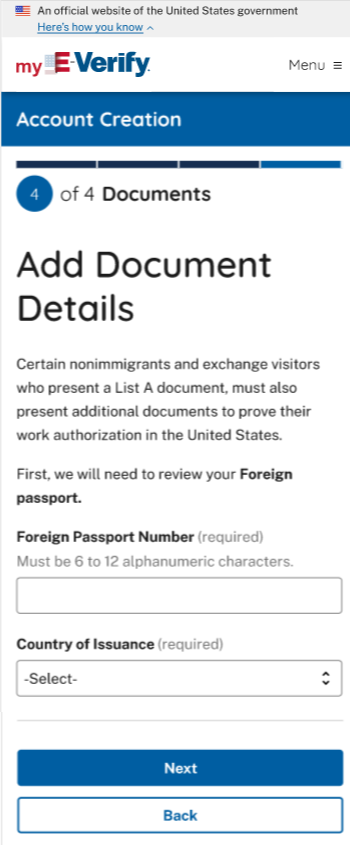 An official website of the United States government
Here's how you know
my E-Verify.
Menu
Account Creation
4 of 4 Documents
Add Document
Details
Certain nonimmigrants and exchange visitors
who present a List A document, must also
present additional documents to prove their
work authorization in the United States.
First, we will need to review your Foreign
passport.
Foreign Passport Number (required)
Must be 6 to 12 alphanumeric characters.
Country of Issuance (required)
-Select-
Next
Back